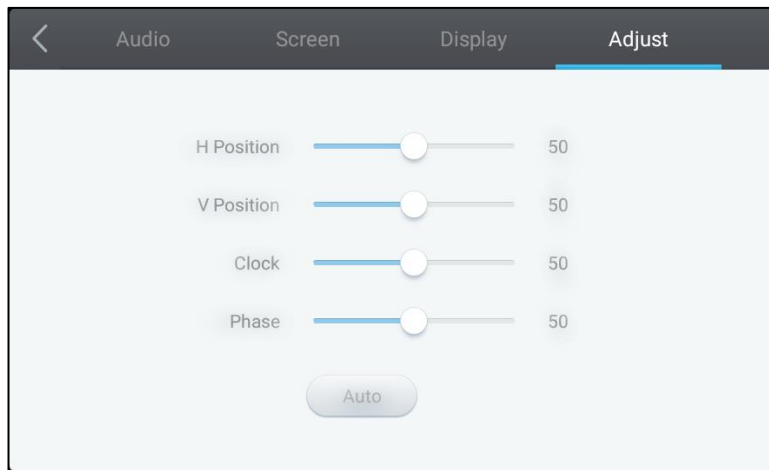 Audio Screen Display Adjust
H Position 50
V Position 50
Clock 50
Phase 50
Auto